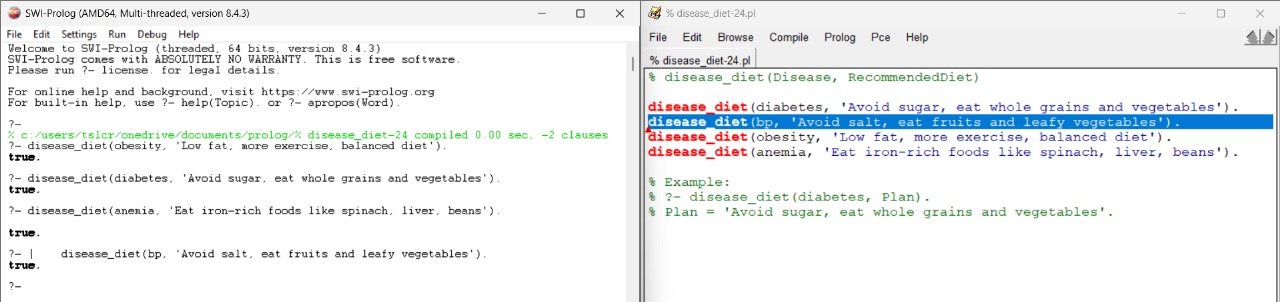 SWI-Prolog (AMD64, Multi-threaded, version 8.4.3)
File Edit Settings Run Debug Help
Welcome to SWI-Prolog (threaded, 64 bits, version 8.4.3)
SWI-Prolog comes with ABSOLUTELY NO WARRANTY. This is free software.
Please run ?- license. for legal details.
For online help and background, visit https://www.swi-prolog.org
For built-in help, use ?- help(Topic). or ?- apropos(Word).
?-
% c:/users/tslcr/onedrive/documents/prolog/% disease_diet-24 compiled 0.00 sec, -2 clauses
?- disease_diet(obesity, 'Low fat, more exercise, balanced diet').
true.
?- disease_diet(diabetes, 'Avoid sugar, eat whole grains and vegetables').
true.
?- disease_diet(anemia, 'Eat iron-rich foods like spinach, liver, beans').
true.
?- | disease_diet(bp, 'Avoid salt, eat fruits and leafy vegetables').
true.
?-
% disease_diet-24.pl
File Edit Browse Compile Prolog Pce Help
% disease_diet-24.pl
% disease_diet(Disease, RecommendedDiet)
disease_diet(diabetes, 'Avoid sugar, eat whole grains and vegetables').
disease_diet(bp, 'Avoid salt, eat fruits and leafy vegetables').
disease_diet(obesity, 'Low fat, more exercise, balanced diet').
disease_diet(anemia, 'Eat iron-rich foods like spinach, liver, beans').
% Example:
% ?- disease_diet(diabetes, Plan).
% Plan = 'Avoid sugar, eat whole grains and vegetables'.